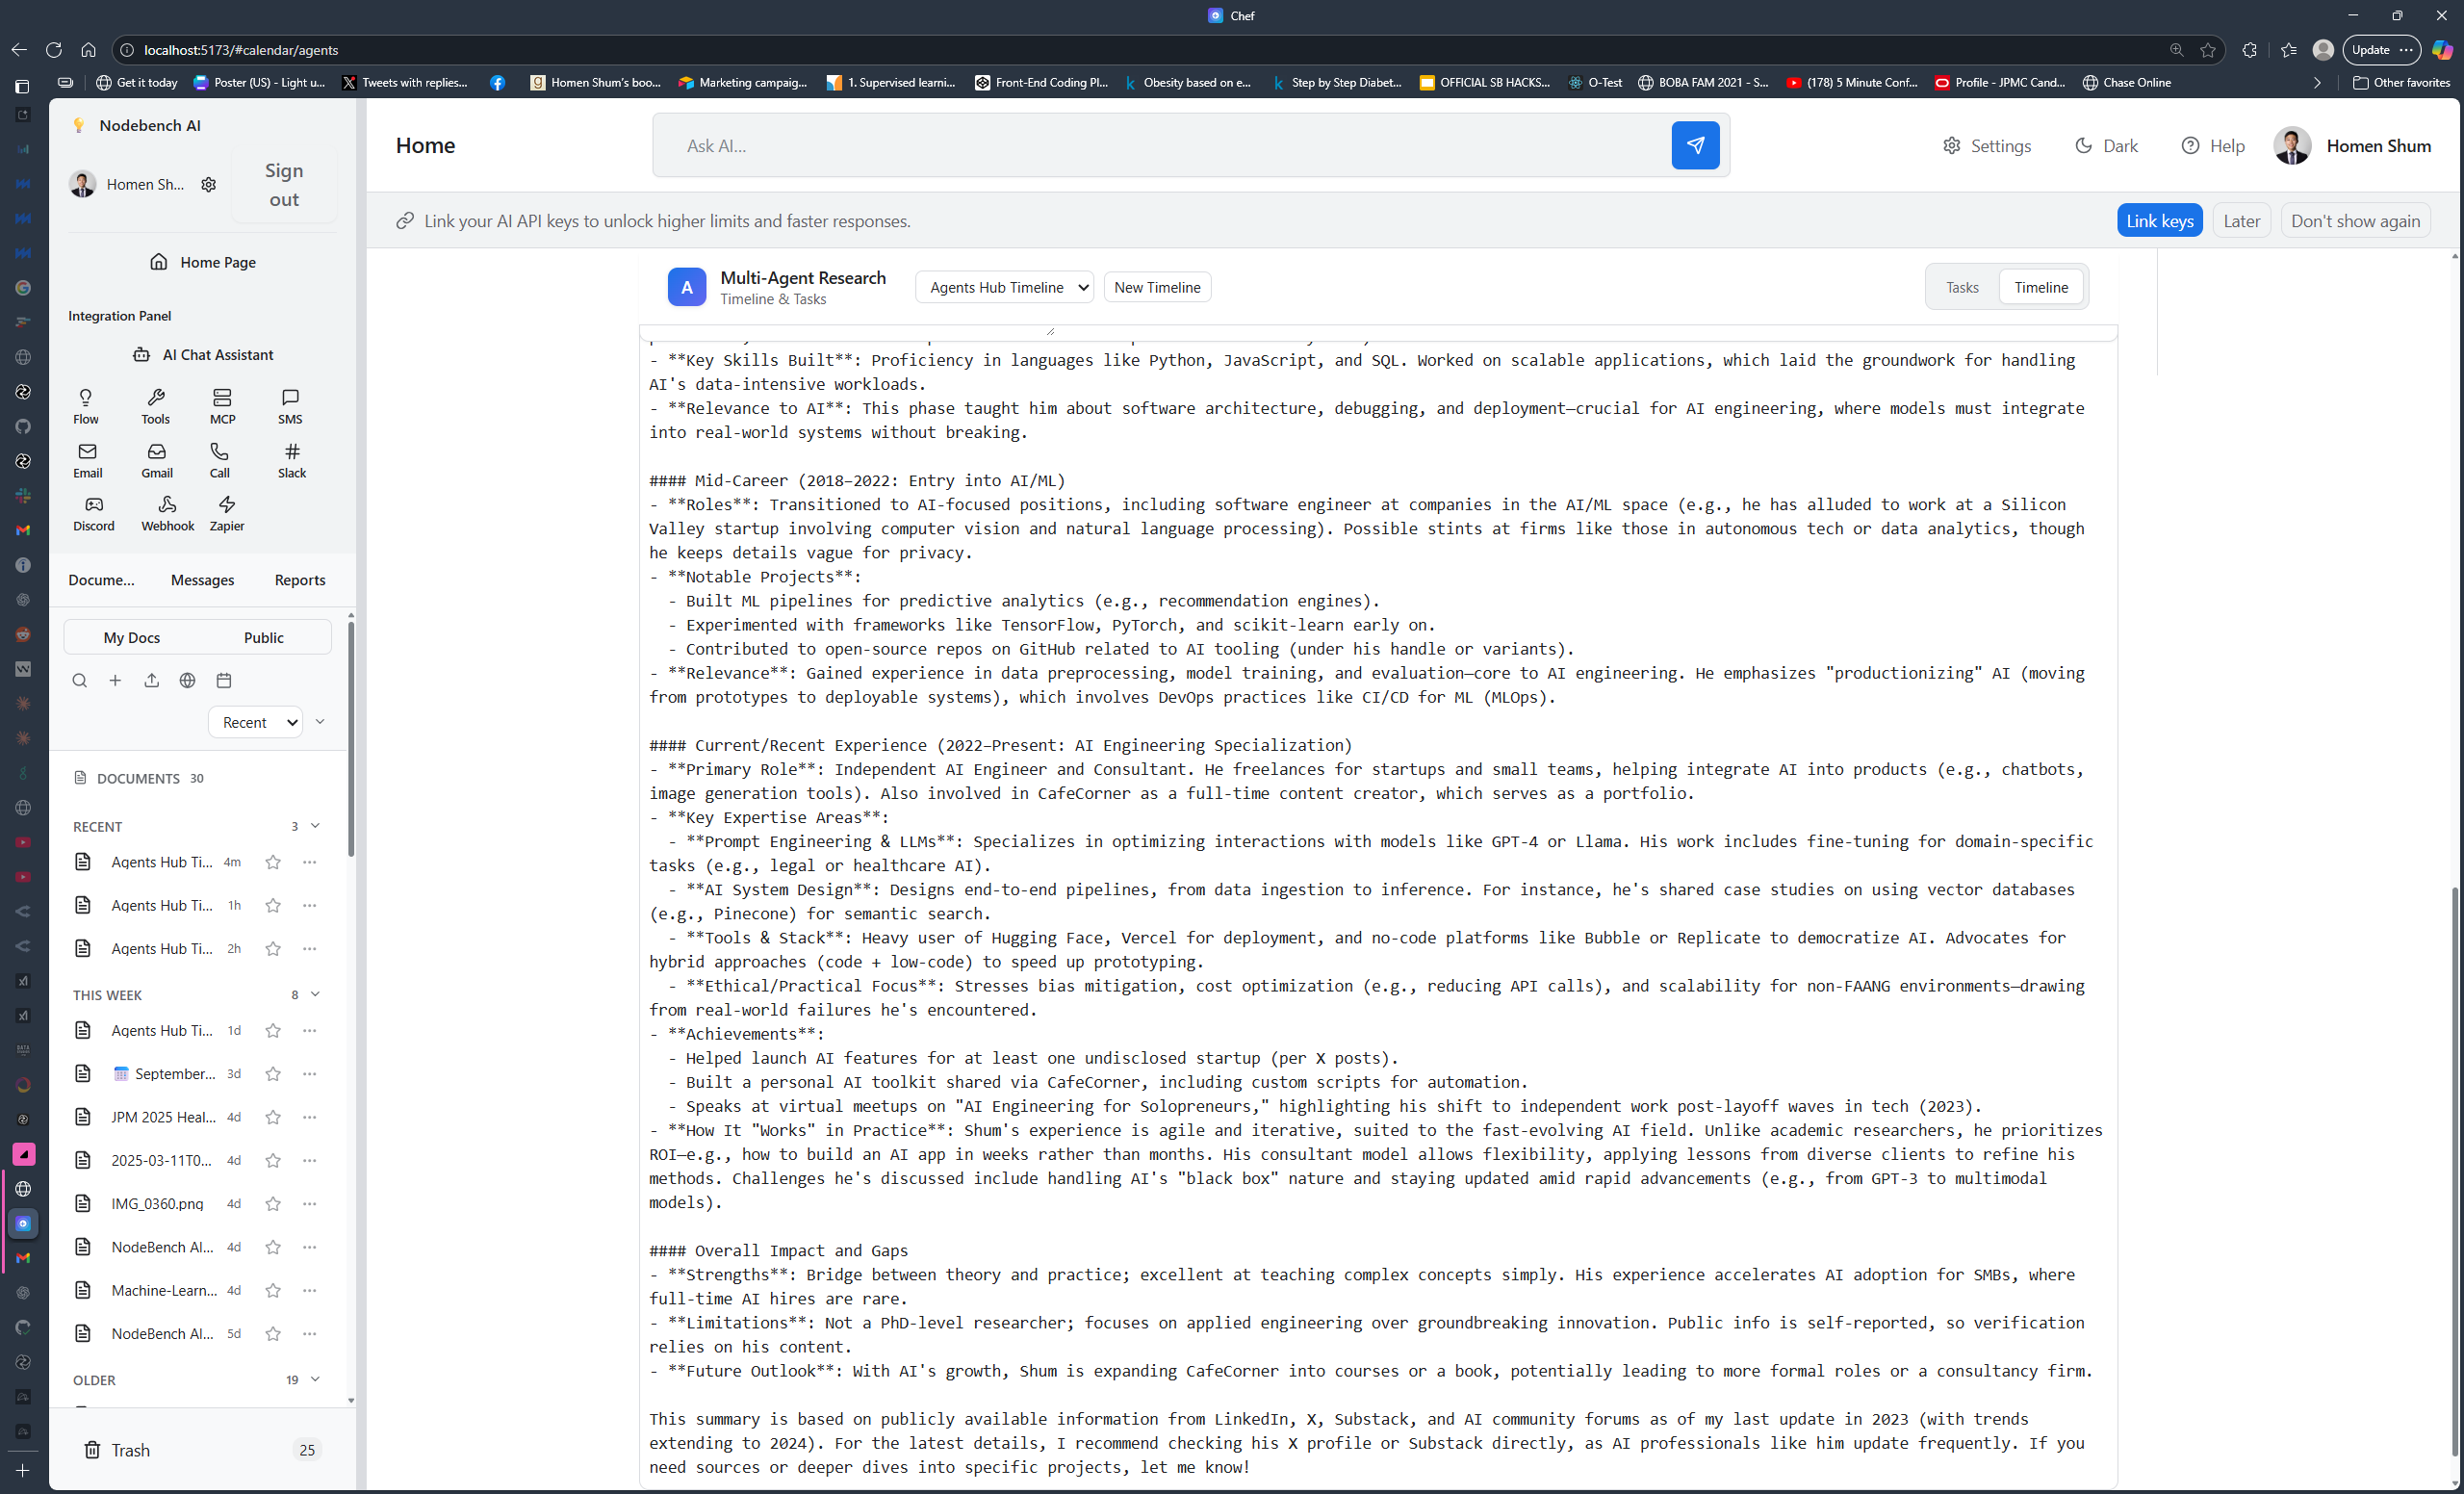 Chef
localhost:5173/#calendar/agents
Update
Get it today
Poster (US) - Light u...
Tweets with replies...
Homen Shum's boo...
Marketing campaig...
1. Supervised learni...
Front-End Coding Pl...
Obesity based on e...
Step by Step Diabet...
OFFICIAL SB HACKS...
O-Test
BOBA FAM 2021 - S...
(178) 5 Minute Conf...
Profile - JPMC Cand...
Chase Online
Other favorites
Nodebench AI
Homen Sh...
Sign
out
Home Page
Integration Panel
AI Chat Assistant
Flow
Tools
MCP
SMS
Email
Gmail
Call
Slack
Discord
Webhook
Zapier
Docume...
Messages
Reports
My Docs
Public
Recent
DOCUMENTS 30
RECENT 3
Agents Hub Ti... 4m
Agents Hub Ti... 1h
Agents Hub Ti... 2h
THIS WEEK 8
Agents Hub Ti... 1d
September... 3d
JPM 2025 Heal... 4d
2025-03-11T0... 4d
IMG_0360.png 4d
NodeBench AI... 4d
Machine-Learn... 4d
NodeBench AI... 5d
OLDER 19
Trash 25
Home
Ask AI...
Settings
Dark
Help
Homen Shum
Link your AI API keys to unlock higher limits and faster responses.
Link keys
Later
Don't show again
A
Multi-Agent Research
Timeline & Tasks
Agents Hub Timeline
New Timeline
Tasks
Timeline
- **Key Skills Built**: Proficiency in languages like Python, JavaScript, and SQL. Worked on scalable applications, which laid the groundwork for handling
AI's data-intensive workloads.
- **Relevance to AI**: This phase taught him about software architecture, debugging, and deployment—crucial for AI engineering, where models must integrate
into real-world systems without breaking.
#### Mid-Career (2018–2022: Entry into AI/ML)
- **Roles**: Transitioned to AI-focused positions, including software engineer at companies in the AI/ML space (e.g., he has alluded to work at a Silicon
Valley startup involving computer vision and natural language processing). Possible stints at firms like those in autonomous tech or data analytics, though
he keeps details vague for privacy.
- **Notable Projects**:
- Built ML pipelines for predictive analytics (e.g., recommendation engines).
- Experimented with frameworks like TensorFlow, PyTorch, and scikit-learn early on.
- Contributed to open-source repos on GitHub related to AI tooling (under his handle or variants).
- **Relevance**: Gained experience in data preprocessing, model training, and evaluation—core to AI engineering. He emphasizes "productionizing" AI (moving
from prototypes to deployable systems), which involves DevOps practices like CI/CD for ML (MLOps).
#### Current/Recent Experience (2022–Present: AI Engineering Specialization)
- **Primary Role**: Independent AI Engineer and Consultant. He freelances for startups and small teams, helping integrate AI into products (e.g., chatbots,
image generation tools). Also involved in CafeCorner as a full-time content creator, which serves as a portfolio.
- **Key Expertise Areas**:
- **Prompt Engineering & LLMs**: Specializes in optimizing interactions with models like GPT-4 or Llama. His work includes fine-tuning for domain-specific
tasks (e.g., legal or healthcare AI).
- **AI System Design**: Designs end-to-end pipelines, from data ingestion to inference. For instance, he's shared case studies on using vector databases
(e.g., Pinecone) for semantic search.
- **Tools & Stack**: Heavy user of Hugging Face, Vercel for deployment, and no-code platforms like Bubble or Replicate to democratize AI. Advocates for
hybrid approaches (code + low-code) to speed up prototyping.
- **Ethical/Practical Focus**: Stresses bias mitigation, cost optimization (e.g., reducing API calls), and scalability for non-FAANG environments—drawing
from real-world failures he's encountered.
- **Achievements**:
- Helped launch AI features for at least one undisclosed startup (per X posts).
- Built a personal AI toolkit shared via CafeCorner, including custom scripts for automation.
- Speaks at virtual meetups on "AI Engineering for Solopreneurs," highlighting his shift to independent work post-layoff waves in tech (2023).
- **How It "Works" in Practice**: Shum's experience is agile and iterative, suited to the fast-evolving AI field. Unlike academic researchers, he prioritizes
ROI—e.g., how to build an AI app in weeks rather than months. His consultant model allows flexibility, applying lessons from diverse clients to refine his
methods. Challenges he's discussed include handling AI's "black box" nature and staying updated amid rapid advancements (e.g., from GPT-3 to multimodal
models).
#### Overall Impact and Gaps
- **Strengths**: Bridge between theory and practice; excellent at teaching complex concepts simply. His experience accelerates AI adoption for SMBs, where
full-time AI hires are rare.
- **Limitations**: Not a PhD-level researcher; focuses on applied engineering over groundbreaking innovation. Public info is self-reported, so verification
relies on his content.
- **Future Outlook**: With AI's growth, Shum is expanding CafeCorner into courses or a book, potentially leading to more formal roles or a consultancy firm.
This summary is based on publicly available information from LinkedIn, X, Substack, and AI community forums as of my last update in 2023 (with trends
extending to 2024). For the latest details, I recommend checking his X profile or Substack directly, as AI professionals like him update frequently. If you
need sources or deeper dives into specific projects, let me know!